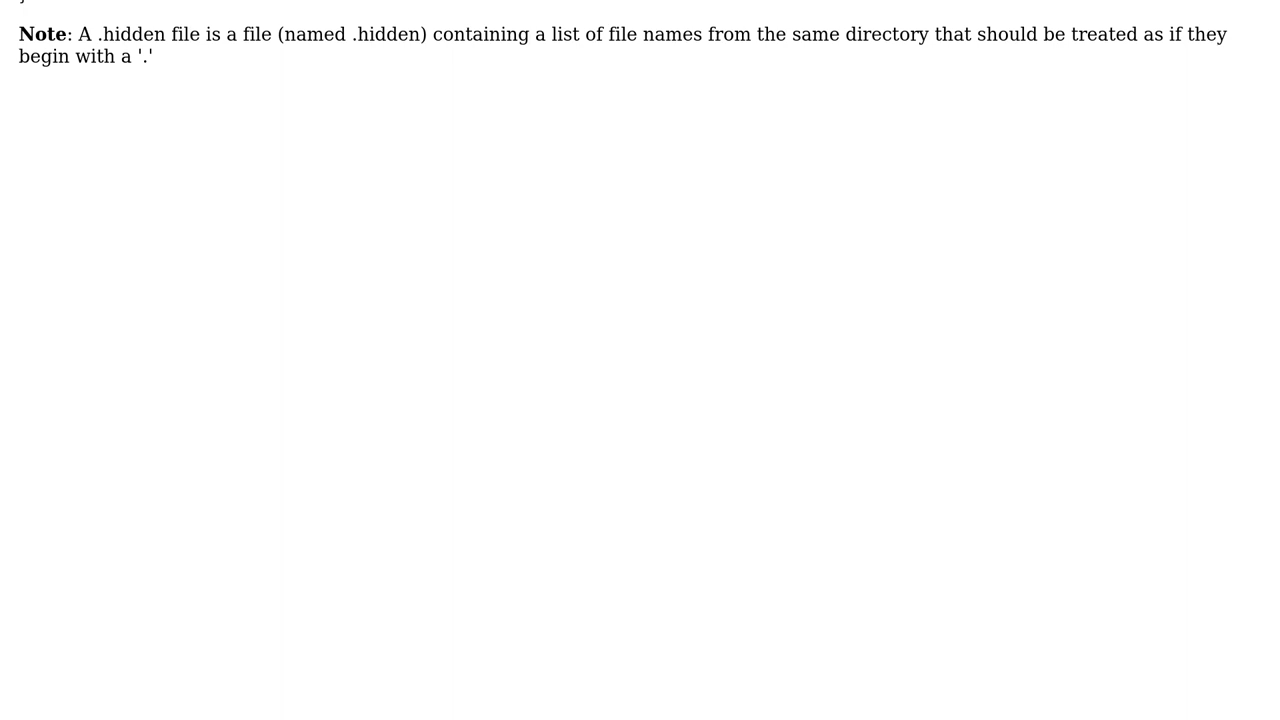 Note: A .hidden file is a file (named .hidden) containing a list of file names from the same directory that should be treated as if they
begin with a '.'